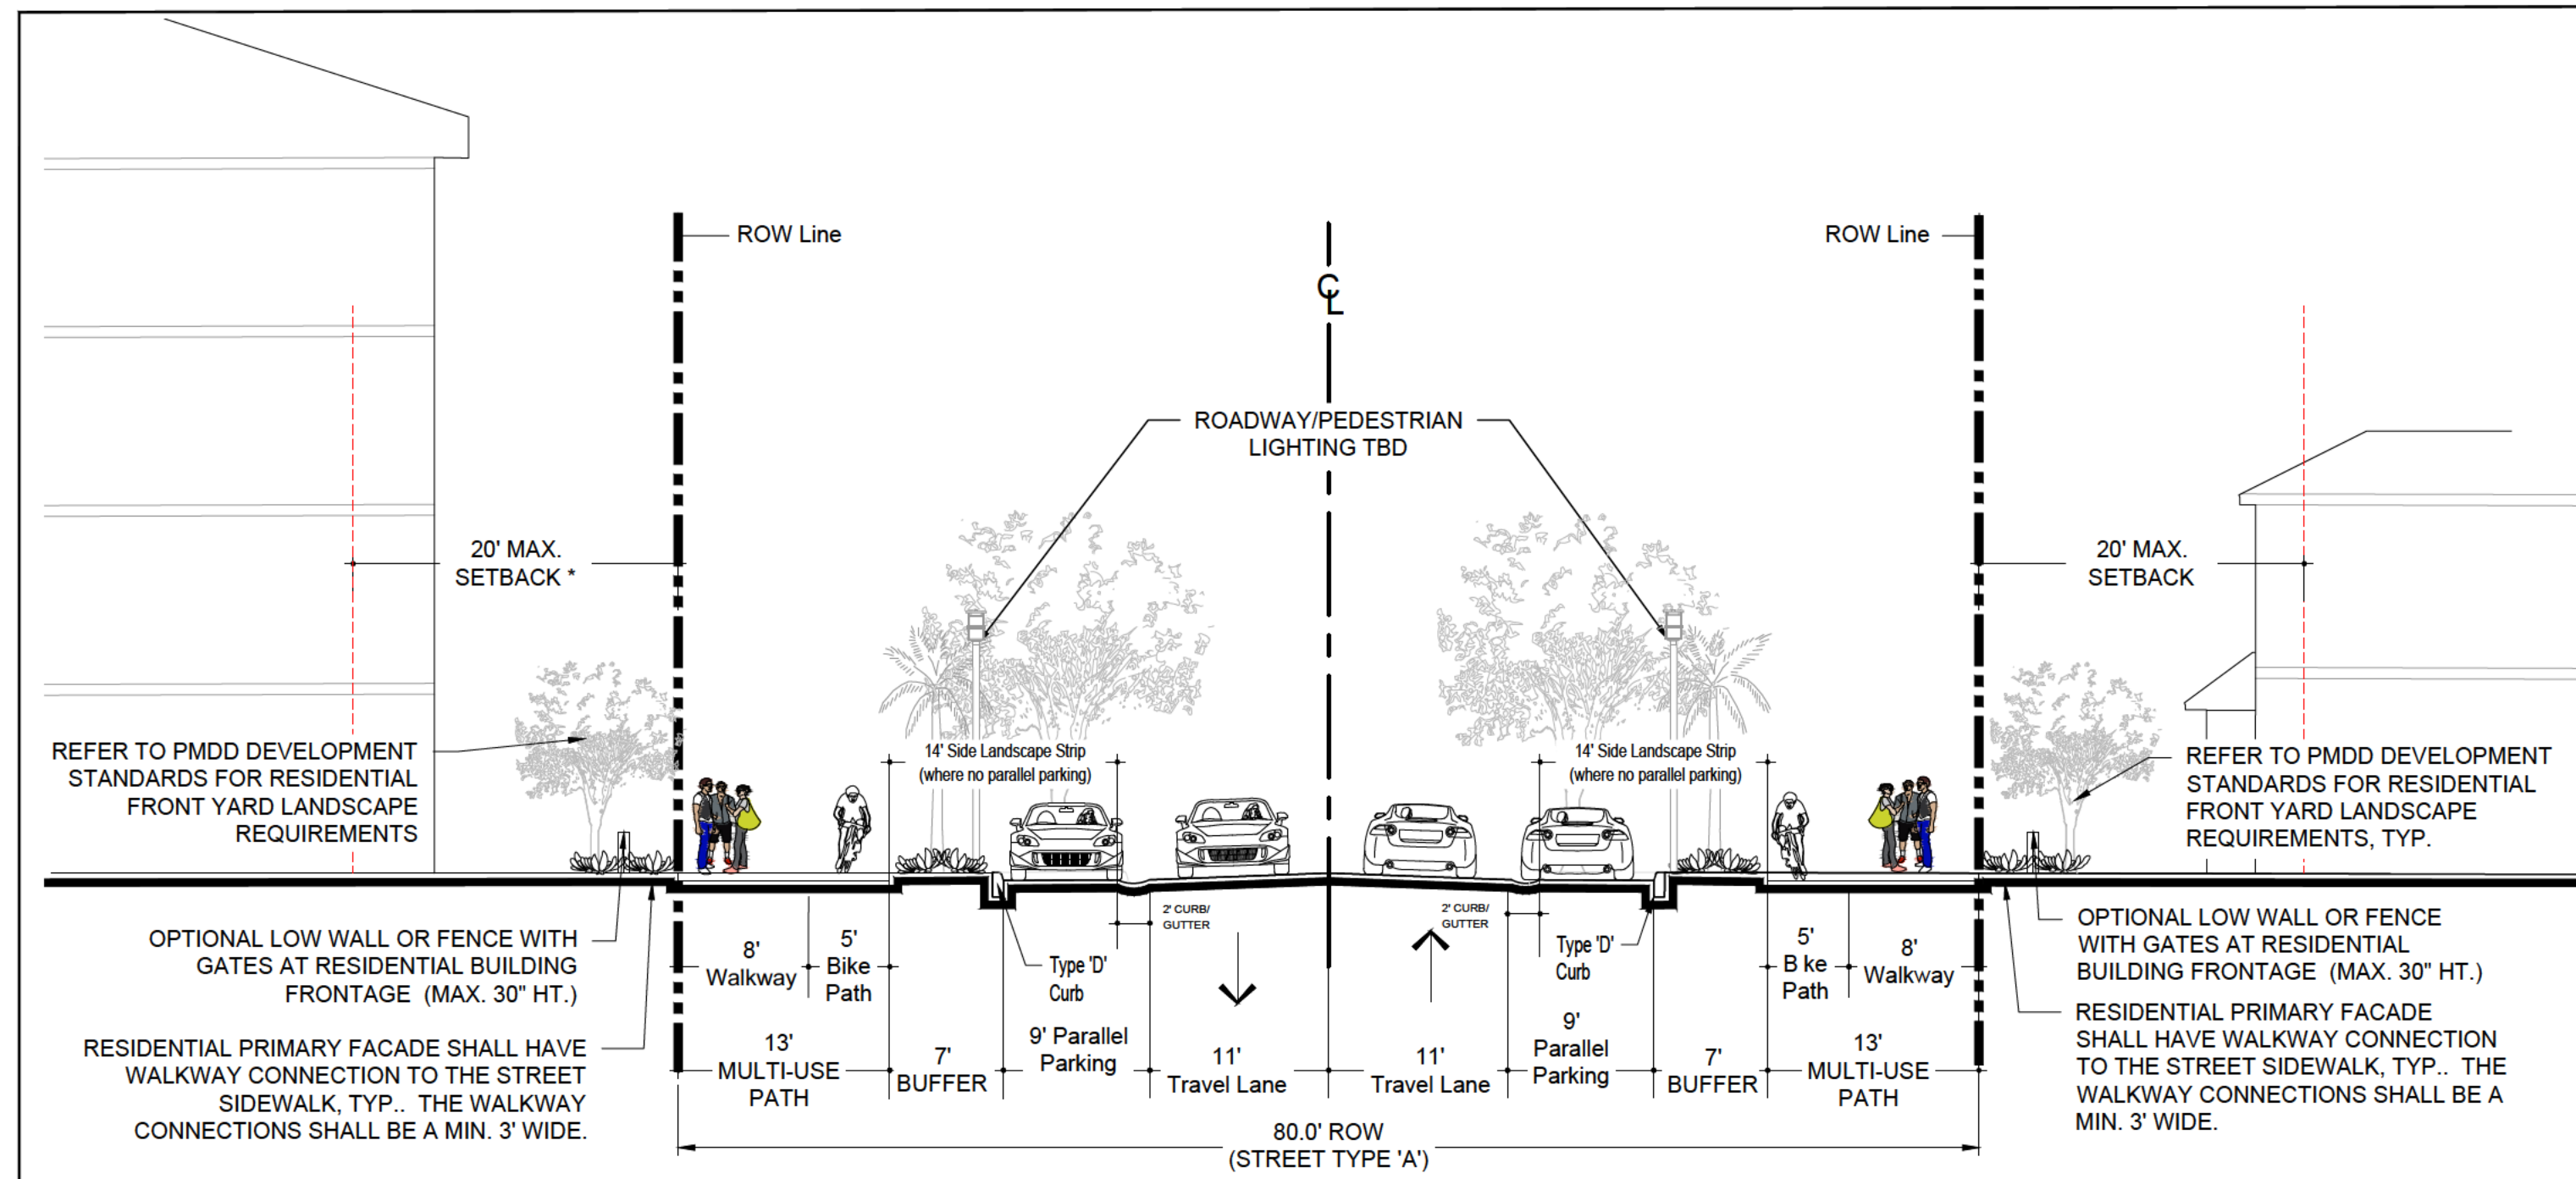 ROW Line
ROW Line
C
L
ROADWAY/PEDESTRIAN
LIGHTING TBD
20' MAX.
SETBACK *
20' MAX.
SETBACK
REFER TO PMDD DEVELOPMENT
STANDARDS FOR RESIDENTIAL
FRONT YARD LANDSCAPE
REQUIREMENTS
14' Side Landscape Strip
(where no parallel parking)
14' Side Landscape Strip
(where no parallel parking)
REFER TO PMDD DEVELOPMENT
STANDARDS FOR RESIDENTIAL
FRONT YARD LANDSCAPE
REQUIREMENTS, TYP.
OPTIONAL LOW WALL OR FENCE WITH
GATES AT RESIDENTIAL BUILDING
FRONTAGE (MAX. 30" HT.)
8'
Walkway
5'
Bike
Path
Type 'D'
Curb
2' CURB/
GUTTER
2' CURB/
GUTTER
Type 'D'
Curb
5'
B ke
Path
8'
Walkway
OPTIONAL LOW WALL OR FENCE
WITH GATES AT RESIDENTIAL
BUILDING FRONTAGE (MAX. 30" HT.)
RESIDENTIAL PRIMARY FACADE SHALL HAVE
WALKWAY CONNECTION TO THE STREET
SIDEWALK, TYP.. THE WALKWAY
CONNECTIONS SHALL BE A MIN. 3' WIDE.
13'
MULTI-USE
PATH
7'
BUFFER
9' Parallel
Parking
11'
Travel Lane
11'
Travel Lane
9'
Parallel
Parking
7'
BUFFER
13'
MULTI-USE
PATH
RESIDENTIAL PRIMARY FACADE
SHALL HAVE WALKWAY CONNECTION
TO THE STREET SIDEWALK, TYP.. THE
WALKWAY CONNECTIONS SHALL BE A
MIN. 3' WIDE.
80.0' ROW
(STREET TYPE 'A')